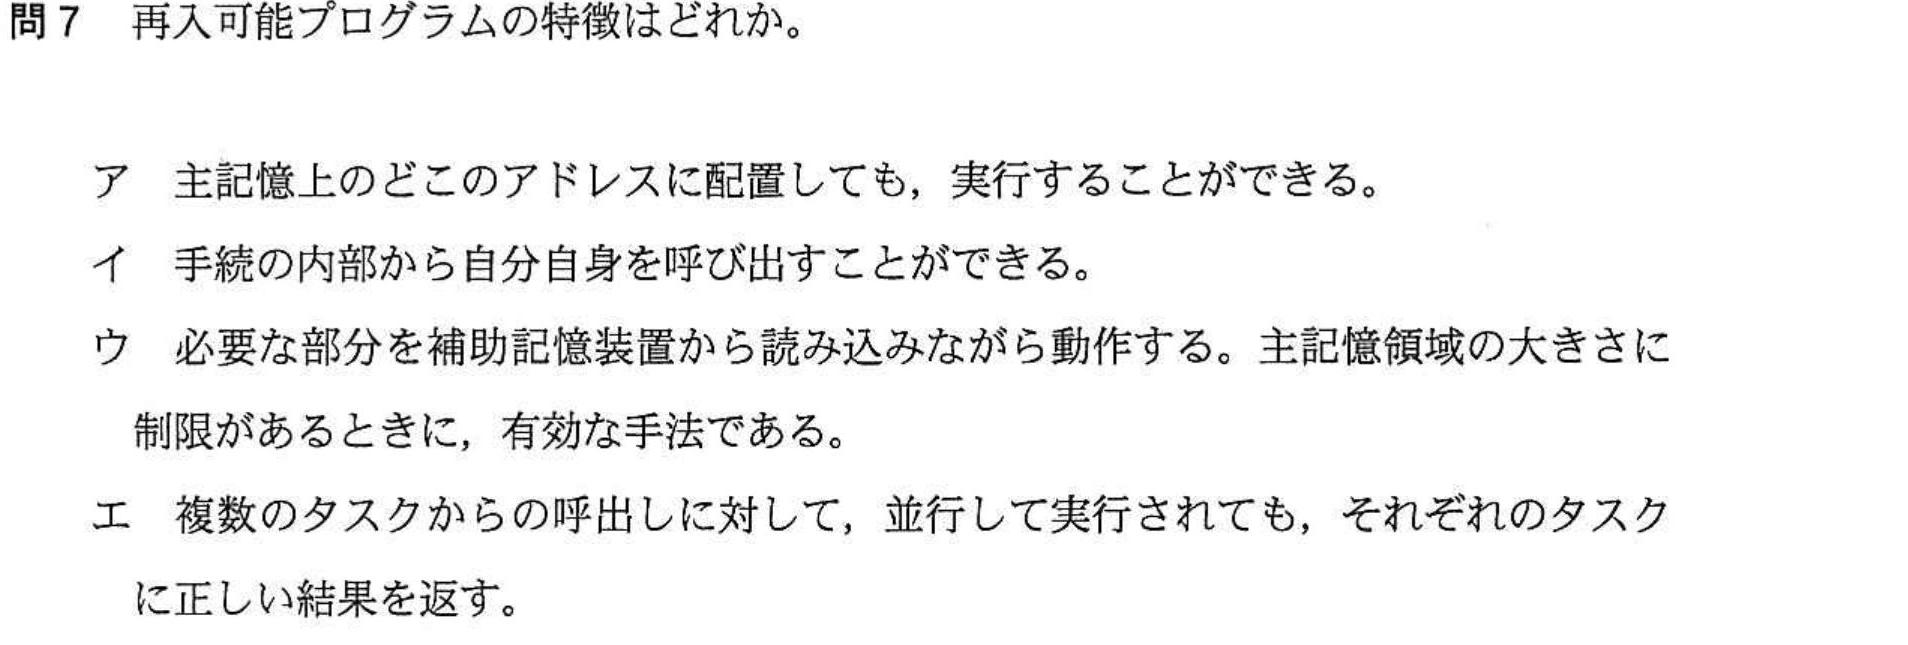 問7 再入可能プログラムの特徴はどれか。
ア 主記憶上のどこのアドレスに配置しても，実行することができる。
イ 手続の内部から自分自身を呼び出すことができる。
ウ 必要な部分を補助記憶装置から読み込みながら動作する。主記憶領域の大きさに
制限があるときに，有効な手法である。
エ 複数のタスクからの呼出しに対して，並行して実行されても，それぞれのタスク
に正しい結果を返す。